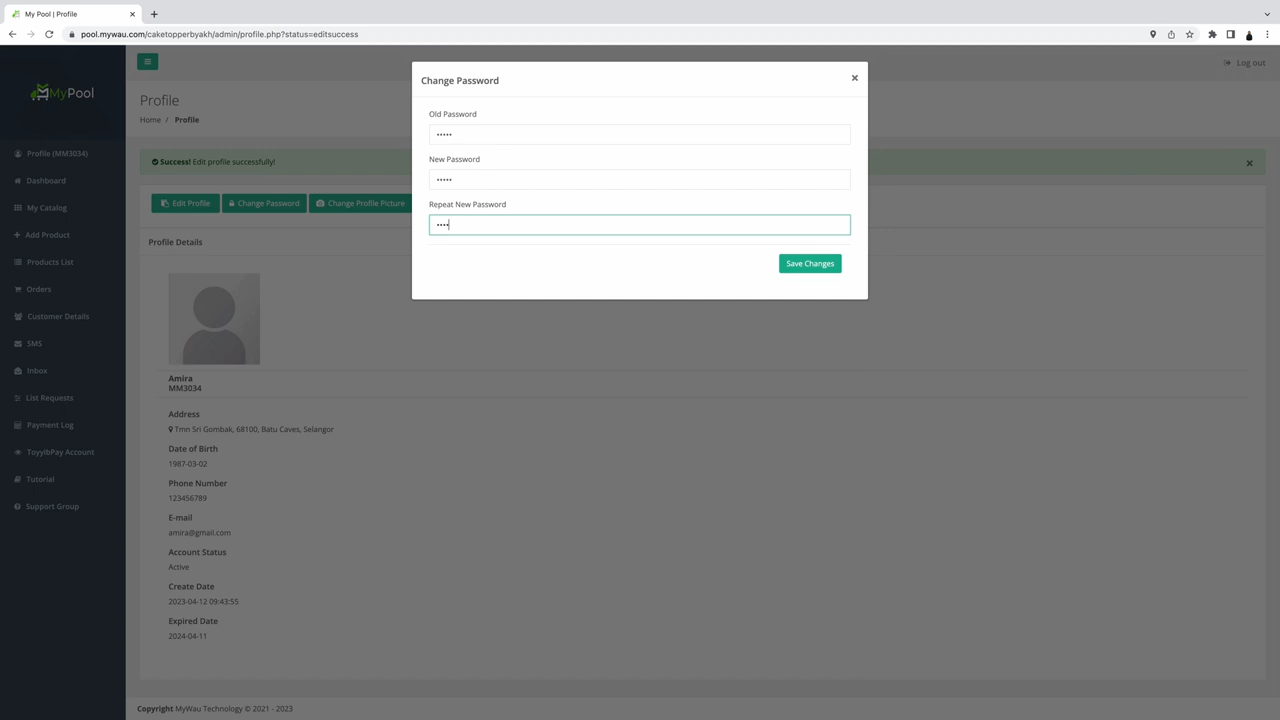 My Pool | Profile
pool.mywau.com/caketopperbyakh/admin/profile.php?status=editsuccess
MyPool
Profile (MM3034)
Dashboard
My Catalog
Add Product
Products List
Orders
Customer Details
SMS
Inbox
List Requests
Payment Log
ToyyibPay Account
Tutorial
Support Group
Log out
Profile
Home / Profile
Success! Edit profile successfully!
Edit Profile
Change Password
Change Profile Picture
Profile Details
Amira
MM3034
Address
Tmn Sri Gombak, 68100, Batu Caves, Selangor
Date of Birth
1987-03-02
Phone Number
123456789
E-mail
amira@gmail.com
Account Status
Active
Create Date
2023-04-12 09:43:55
Expired Date
2024-04-11
Copyright MyWau Technology © 2021 - 2023
Change Password
Old Password
•••••
New Password
•••••
Repeat New Password
••••
Save Changes